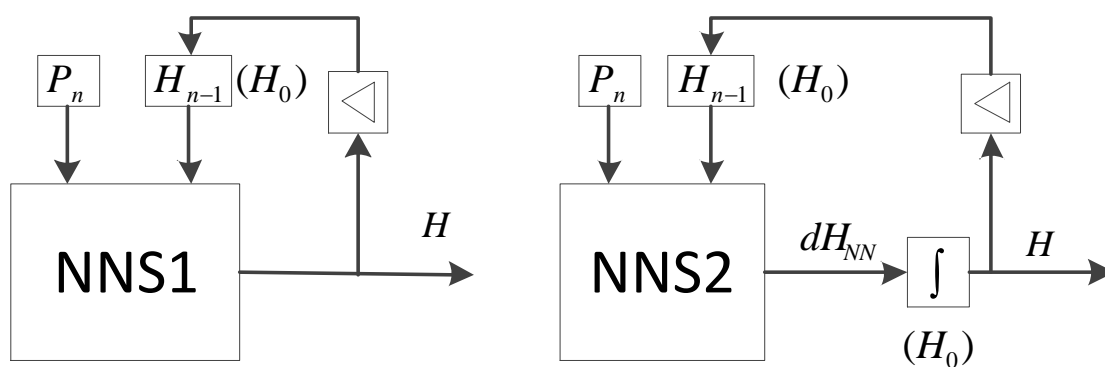 P_n H_{n-1} (H_0)
H
NNS1
P_n H_{n-1} (H_0)
dH_{NN} ∫ H
NNS2
(H_0)